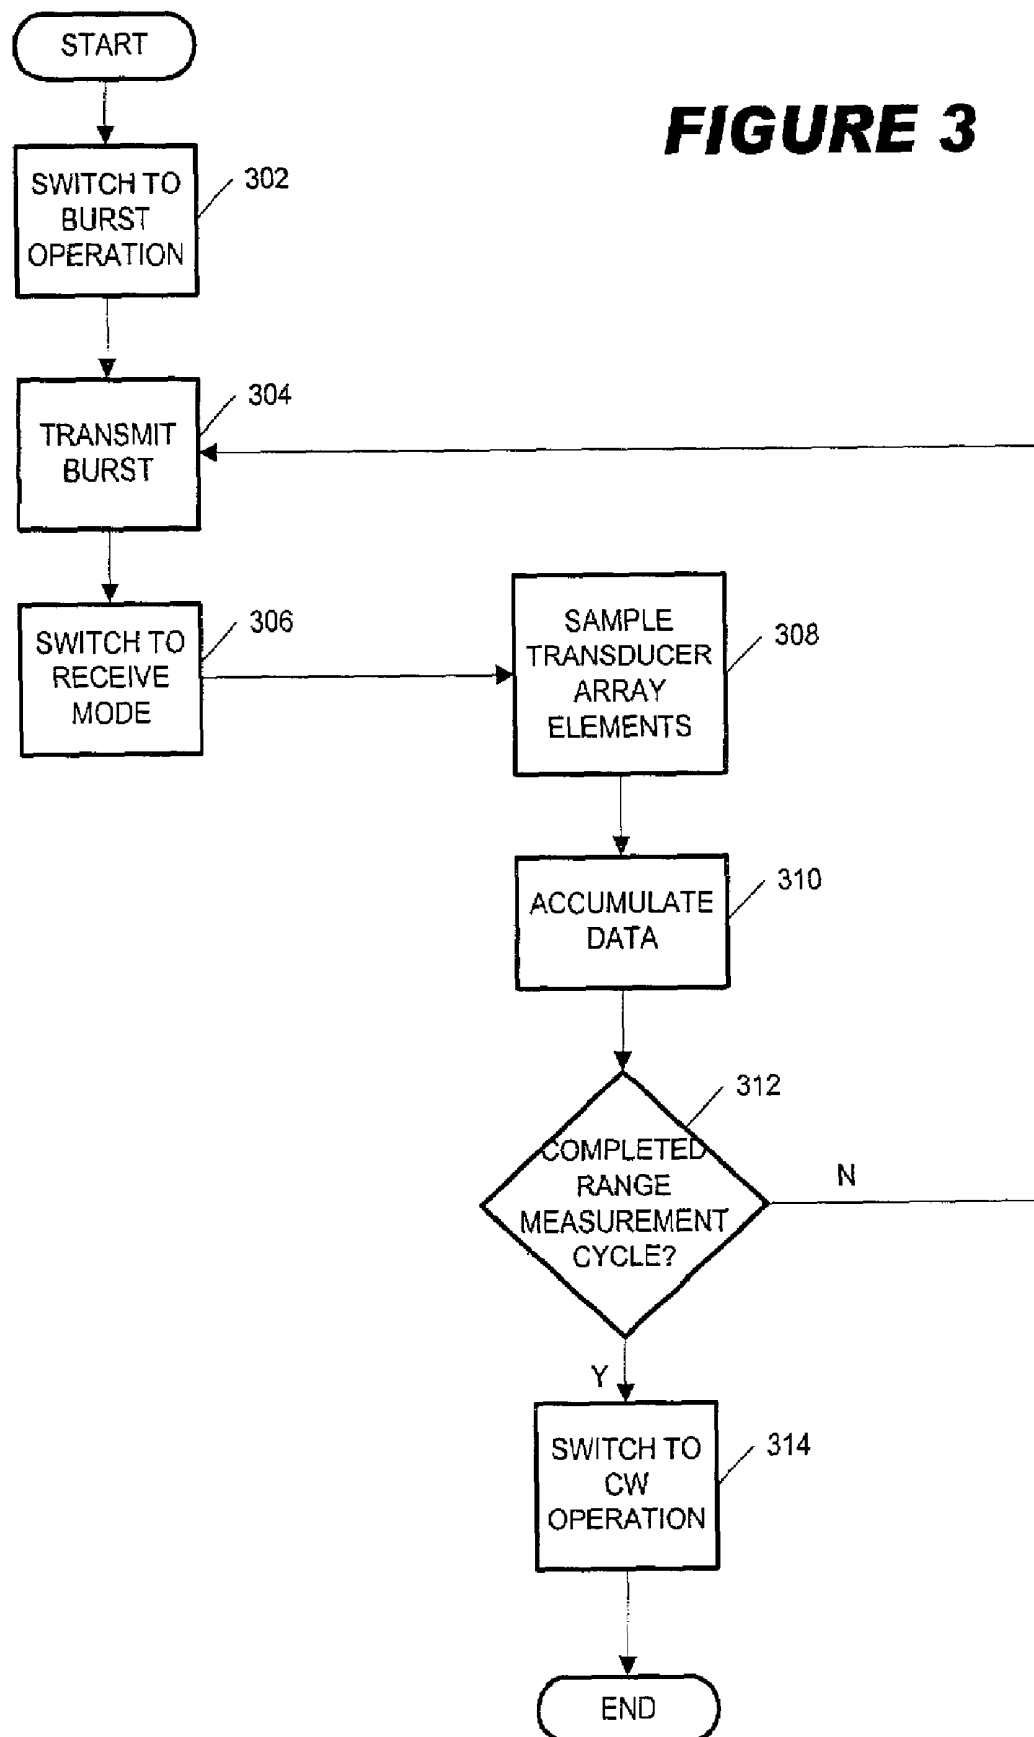 START
FIGURE 3
SWITCH TO
BURST
OPERATION
302
TRANSMIT
BURST
304
SWITCH TO
RECEIVE
MODE
306
SAMPLE
TRANSDUCER
ARRAY
ELEMENTS
308
ACCUMULATE
DATA
310
COMPLETED
RANGE
MEASUREMENT
CYCLE?
312
N
Y
SWITCH TO
CW
OPERATION
314
END